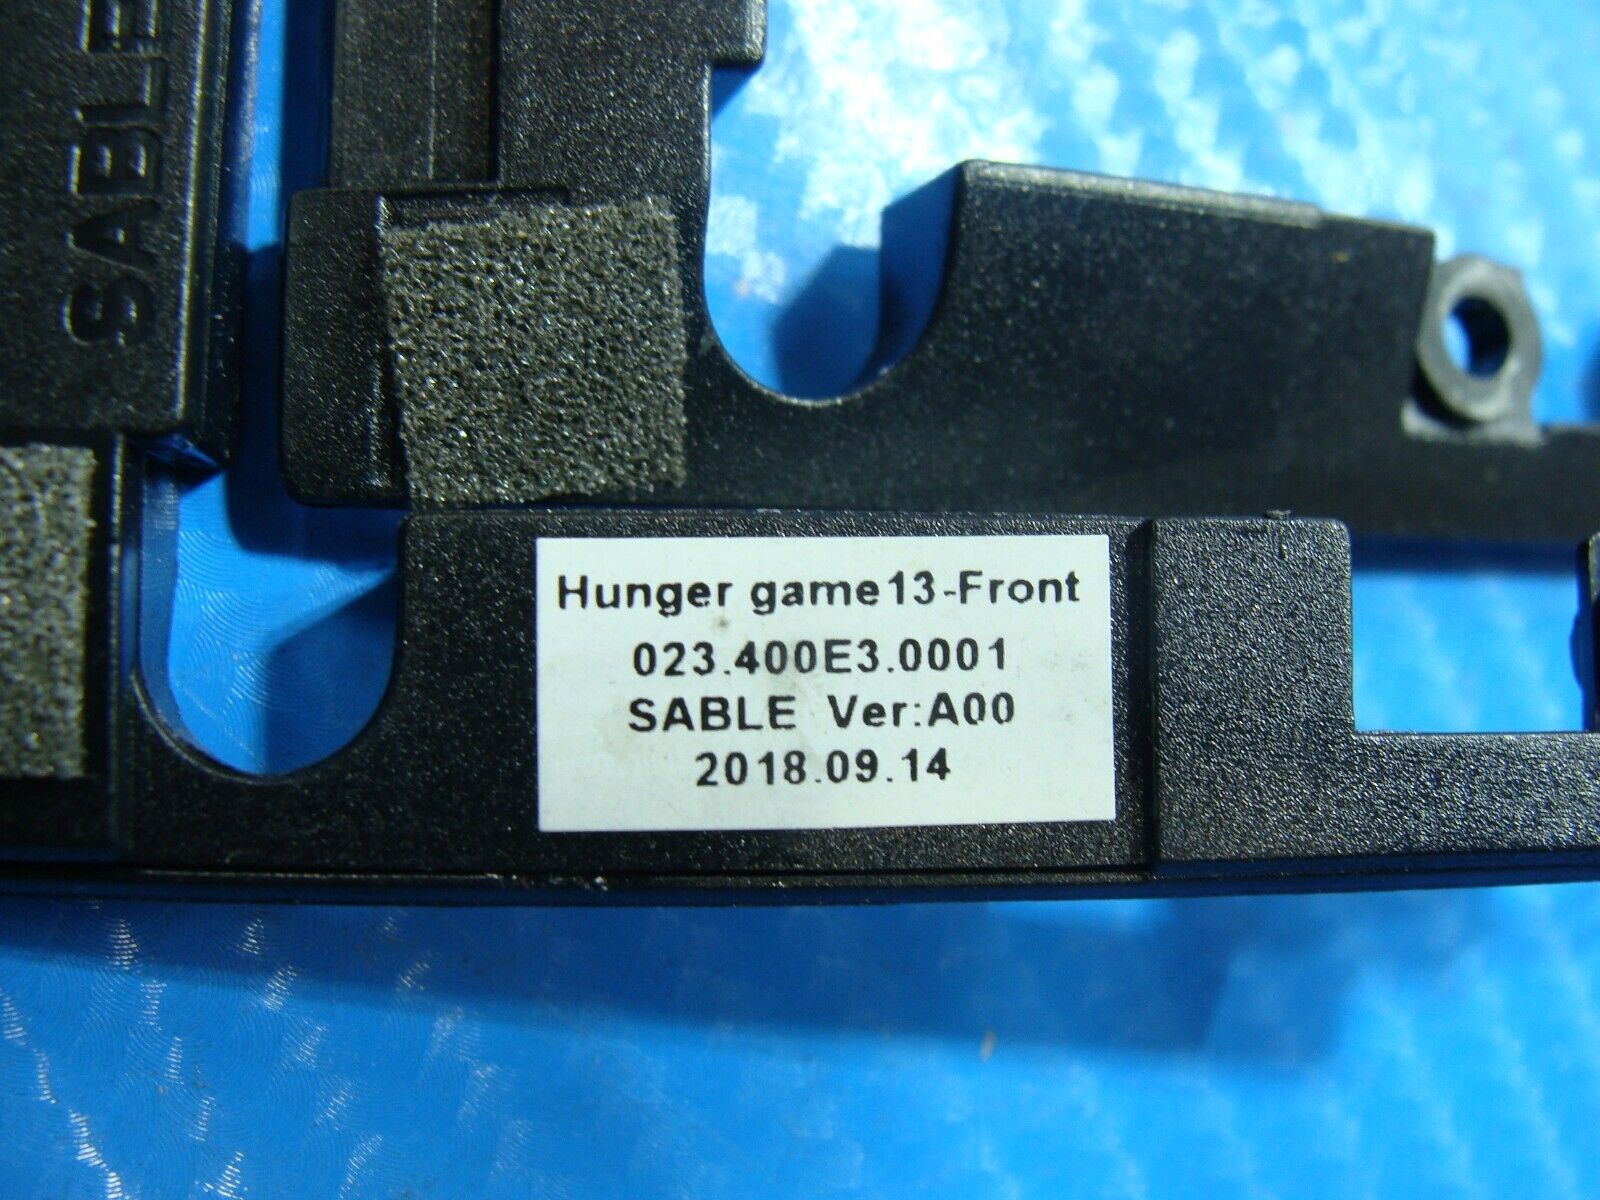 SABLE
Hunger game13-Front
023.400E3.0001
SABLE Ver:A00
2018.09.14